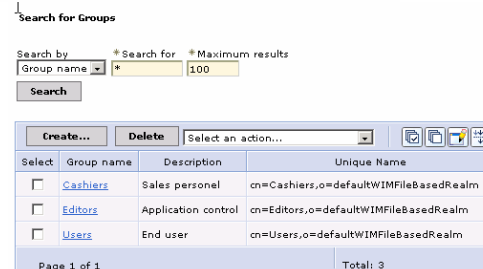 Search for Groups
Search by *Search for *Maximum results
Group name * 100
Search
Create... Delete Select an action...
Select Group name Description Unique Name
Cashiers Sales personel cn=Cashiers,o=defaultWIMFileBasedRealm
Editors Application control cn=Editors,o=defaultWIMFileBasedRealm
Users End user cn=Users,o=defaultWIMFileBasedRealm
Page 1 of 1 Total: 3